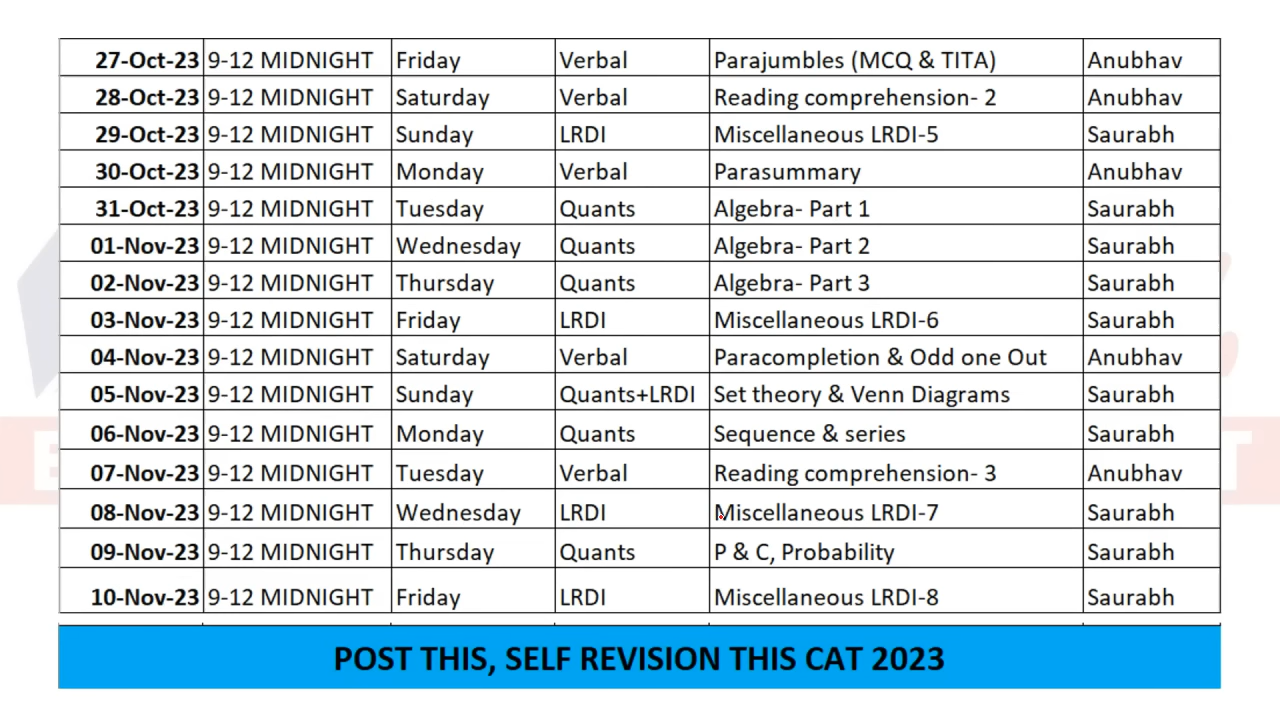 27-Oct-23 9-12 MIDNIGHT Friday Verbal Parajumbles (MCQ & TITA) Anubhav
28-Oct-23 9-12 MIDNIGHT Saturday Verbal Reading comprehension- 2 Anubhav
29-Oct-23 9-12 MIDNIGHT Sunday LRDI Miscellaneous LRDI-5 Saurabh
30-Oct-23 9-12 MIDNIGHT Monday Verbal Parasummary Anubhav
31-Oct-23 9-12 MIDNIGHT Tuesday Quants Algebra- Part 1 Saurabh
01-Nov-23 9-12 MIDNIGHT Wednesday Quants Algebra- Part 2 Saurabh
02-Nov-23 9-12 MIDNIGHT Thursday Quants Algebra- Part 3 Saurabh
03-Nov-23 9-12 MIDNIGHT Friday LRDI Miscellaneous LRDI-6 Saurabh
04-Nov-23 9-12 MIDNIGHT Saturday Verbal Paracompletion & Odd one Out Anubhav
05-Nov-23 9-12 MIDNIGHT Sunday Quants+LRDI Set theory & Venn Diagrams Saurabh
06-Nov-23 9-12 MIDNIGHT Monday Quants Sequence & series Saurabh
07-Nov-23 9-12 MIDNIGHT Tuesday Verbal Reading comprehension- 3 Anubhav
08-Nov-23 9-12 MIDNIGHT Wednesday LRDI Miscellaneous LRDI-7 Saurabh
09-Nov-23 9-12 MIDNIGHT Thursday Quants P & C, Probability Saurabh
10-Nov-23 9-12 MIDNIGHT Friday LRDI Miscellaneous LRDI-8 Saurabh
POST THIS, SELF REVISION THIS CAT 2023